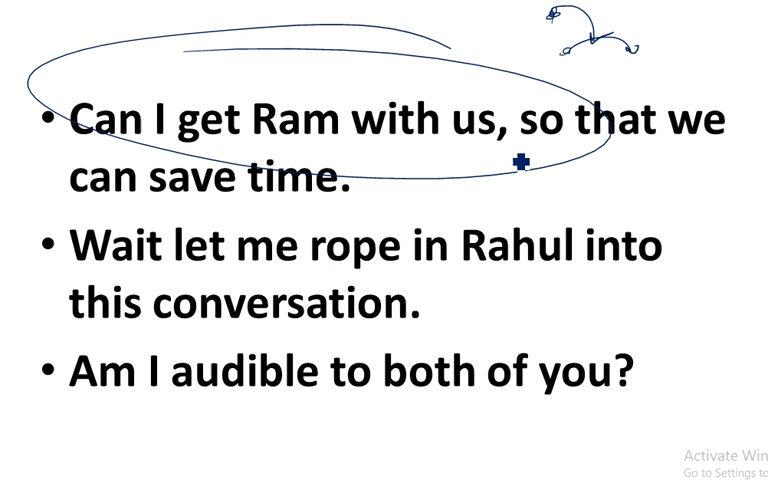 • Can I get Ram with us, so that we
can save time.
• Wait let me rope in Rahul into
this conversation.
• Am I audible to both of you?
Activate Win
Go to Settings to